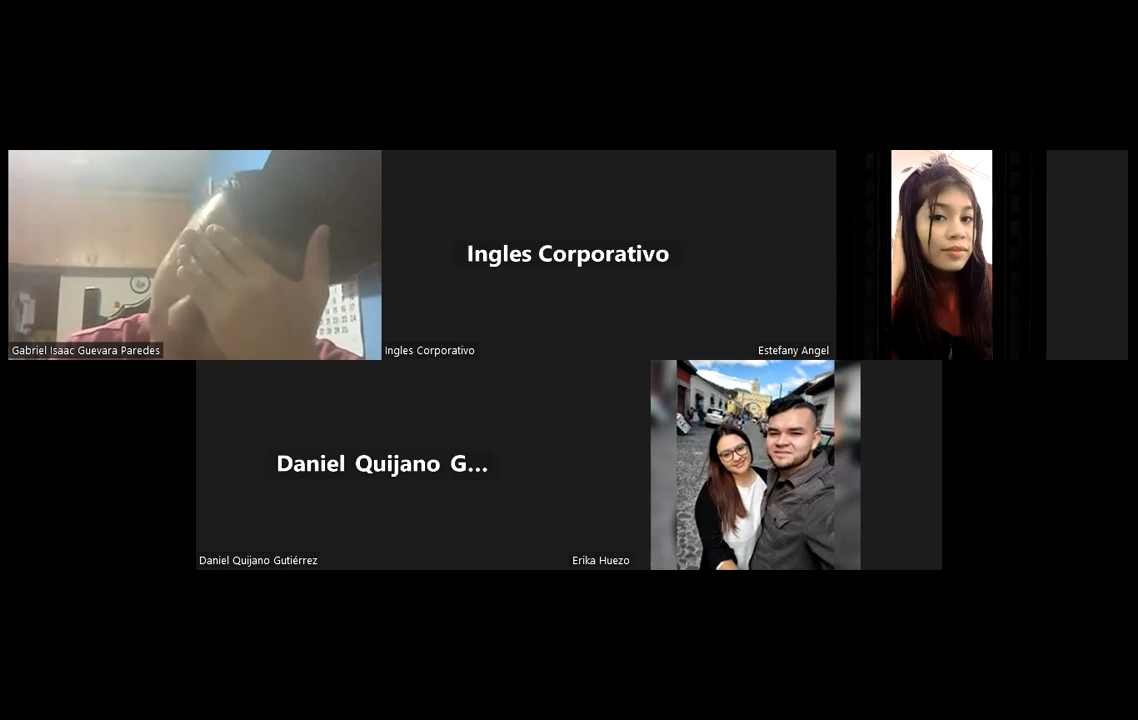 Ingles Corporativo
Gabriel Isaac Guevara Paredes
Ingles Corporativo
Estefany Angel
Daniel Quijano G...
Daniel Quijano Gutiérrez
Erika Huezo